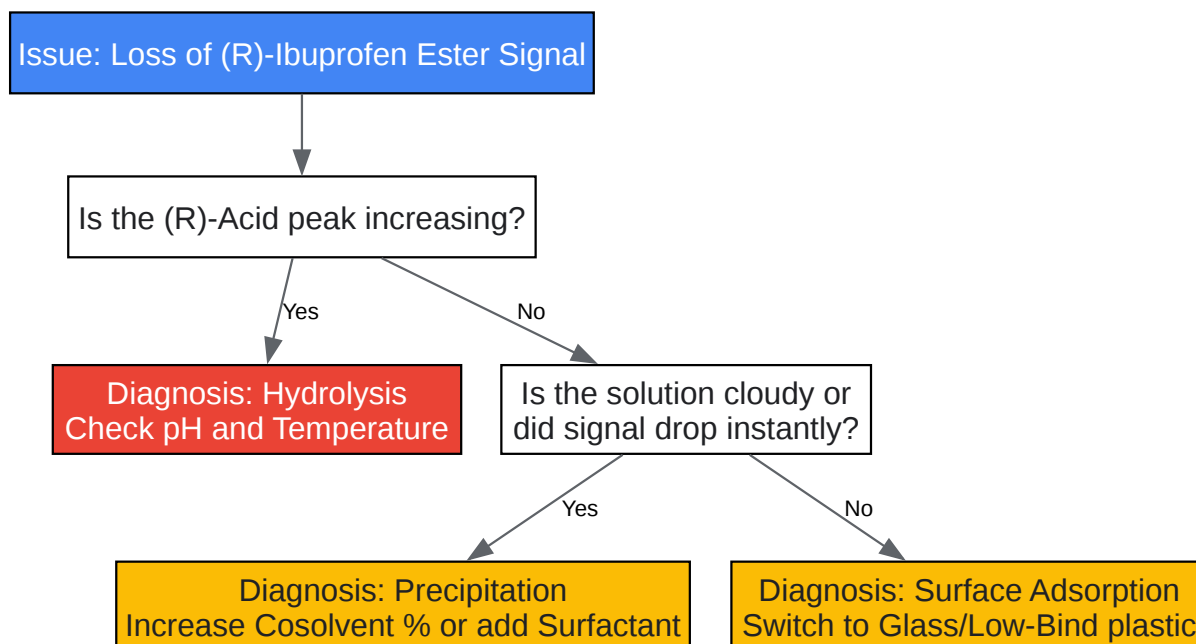 Issue: Loss of (R)-Ibuprofen Ester Signal
Is the (R)-Acid peak increasing?
Yes
No
Diagnosis: Hydrolysis
Check pH and Temperature
Is the solution cloudy or
did signal drop instantly?
Yes
No
Diagnosis: Precipitation
Increase Cosolvent % or add Surfactant
Diagnosis: Surface Adsorption
Switch to Glass/Low-Bind plastic